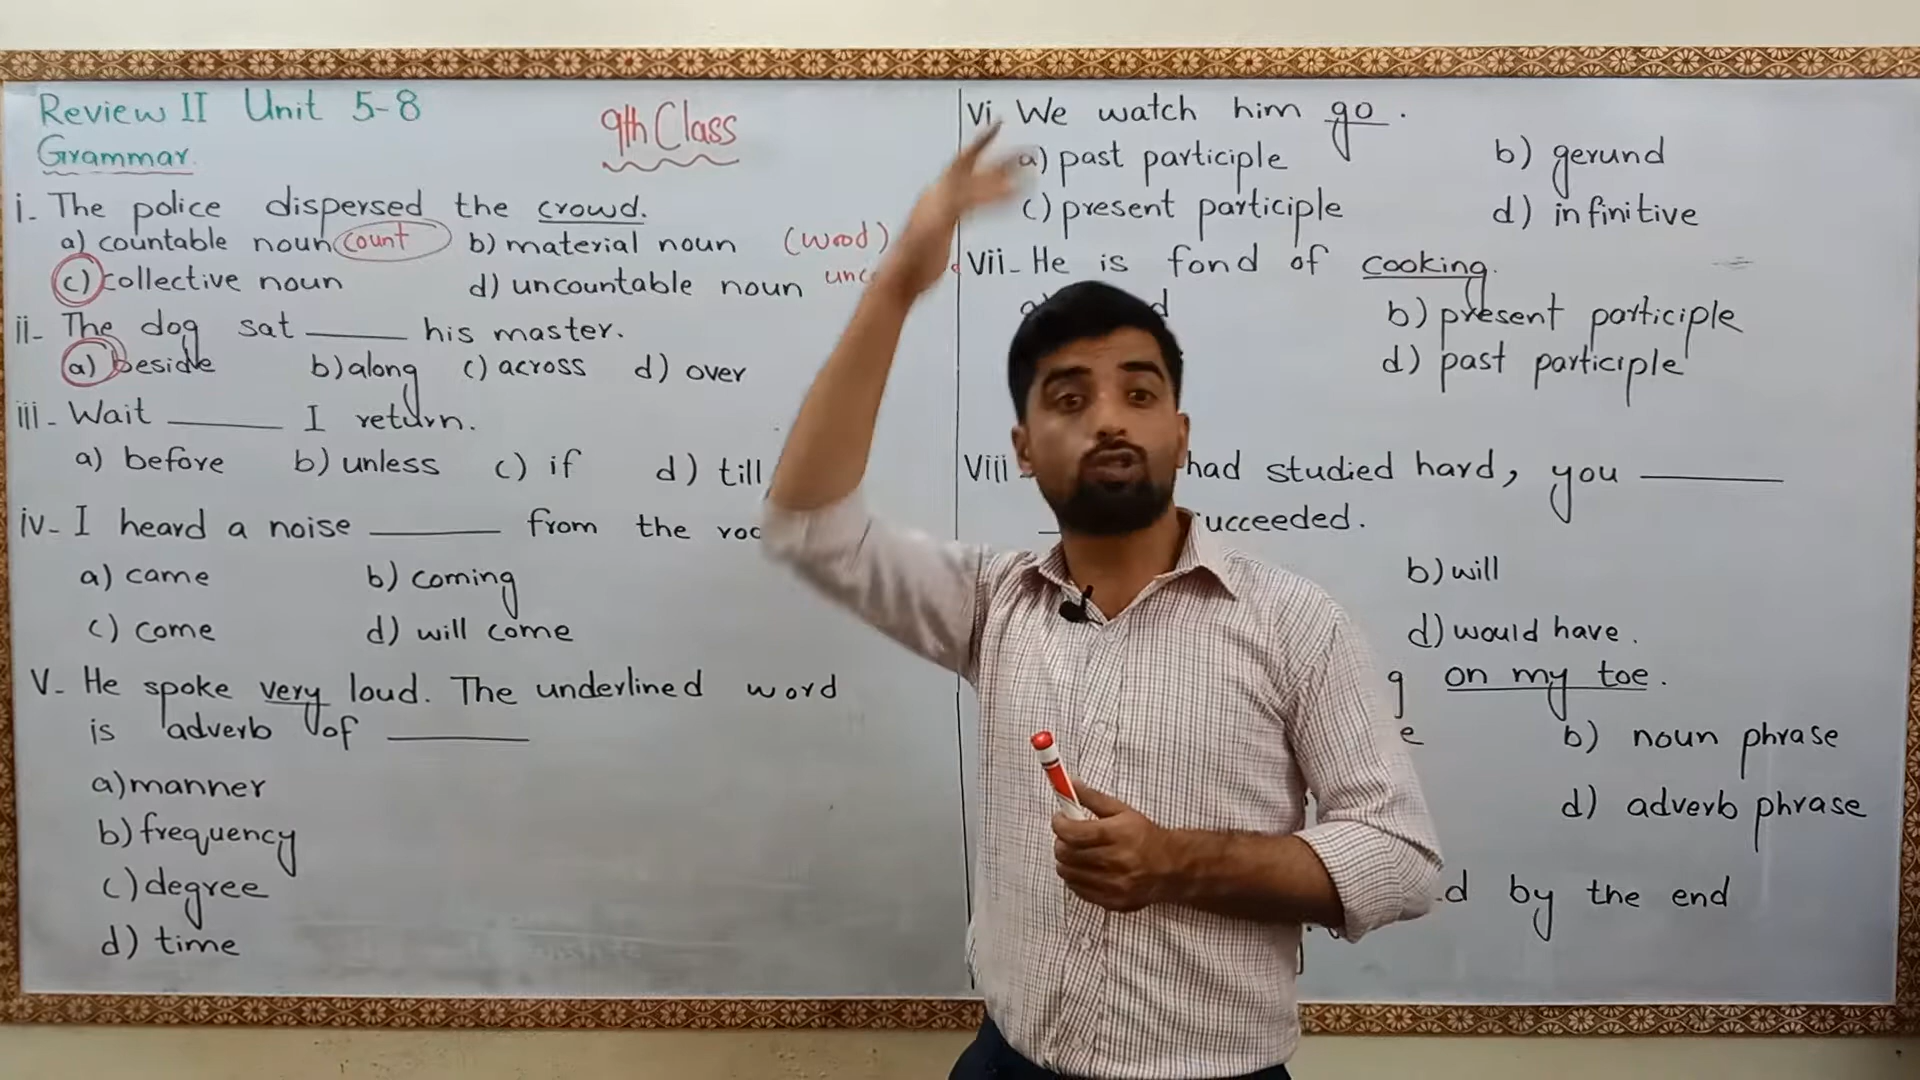 Review II Unit 5-8
Grammar.
9th Class
i- The police dispersed the crowd.
a) countable noun count b) material noun (wood)
c) collective noun d) uncountable noun
ii- The dog sat ____ his master.
a) beside b) along c) across d) over
iii- Wait ____ I return.
a) before b) unless c) if d) till
iv- I heard a noise ____ from the
a) came b) coming
c) come d) will come
V- He spoke very loud. The underlined word
is adverb of ____
a) manner
b) frequency
c) degree
d) time
vi- We watch him go.
a) past participle b) gerund
c) present participle d) infinitive
vii- He is fond of cooking.
b) present participle
d) past participle
viii had studied hard, you ____
ucceeded.
b) will
d) would have.
on my toe.
b) noun phrase
d) adverb phrase
by the end